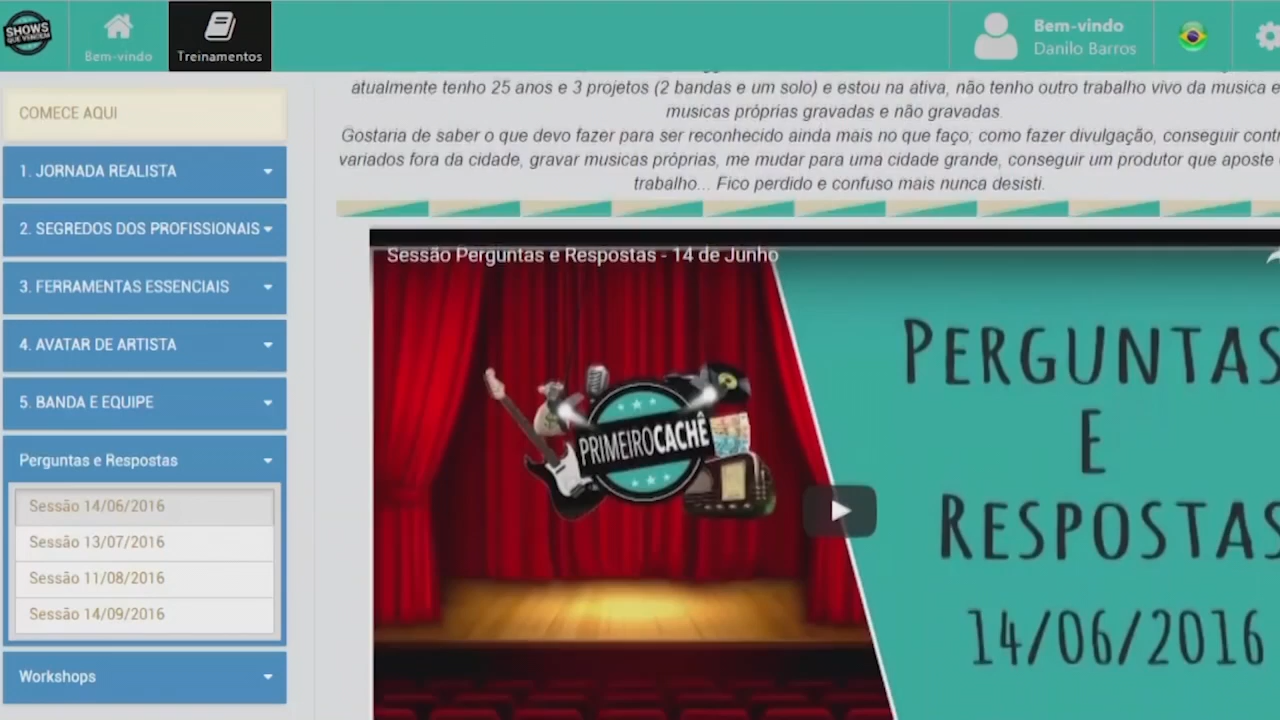 SHOWS
QUE VENDEM
Bem-vindo
Treinamentos
Bem-vindo
Danilo Barros
COMECE AQUI
1. JORNADA REALISTA
2. SEGREDOS DOS PROFISSIONAIS
3. FERRAMENTAS ESSENCIAIS
4. AVATAR DE ARTISTA
5. BANDA E EQUIPE
Perguntas e Respostas
Sessão 14/06/2016
Sessão 13/07/2016
Sessão 11/08/2016
Sessão 14/09/2016
Workshops
atualmente tenho 25 anos e 3 projetos (2 bandas e um solo) e estou na ativa, não tenho outro trabalho vivo da musica e
musicas próprias gravadas e não gravadas.
Gostaria de saber o que devo fazer para ser reconhecido ainda mais no que faço; como fazer divulgação, conseguir
variados fora da cidade, gravar musicas próprias, me mudar para uma cidade grande, conseguir um produtor que aposte
trabalho... Fico perdido e confuso mais nunca desisti.
Sessão Perguntas e Respostas - 14 de Junho
PRIMEIROCACHÊ
PERGUNTAS
E
RESPOSTAS
14/06/2016